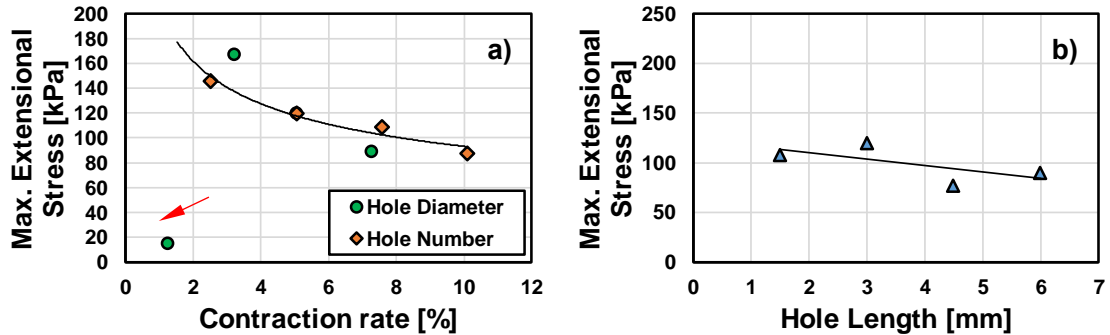 Max. Extensional
Stress [kPa]
200
180
160
140
120
100
80
60
40
20
0
a)
Hole Diameter
Hole Number
0 2 4 6 8 10 12
Contraction rate [%]
Max. Extensional
Stress [kPa]
250
200
150
100
50
0
b)
0 1 2 3 4 5 6 7
Hole Length [mm]